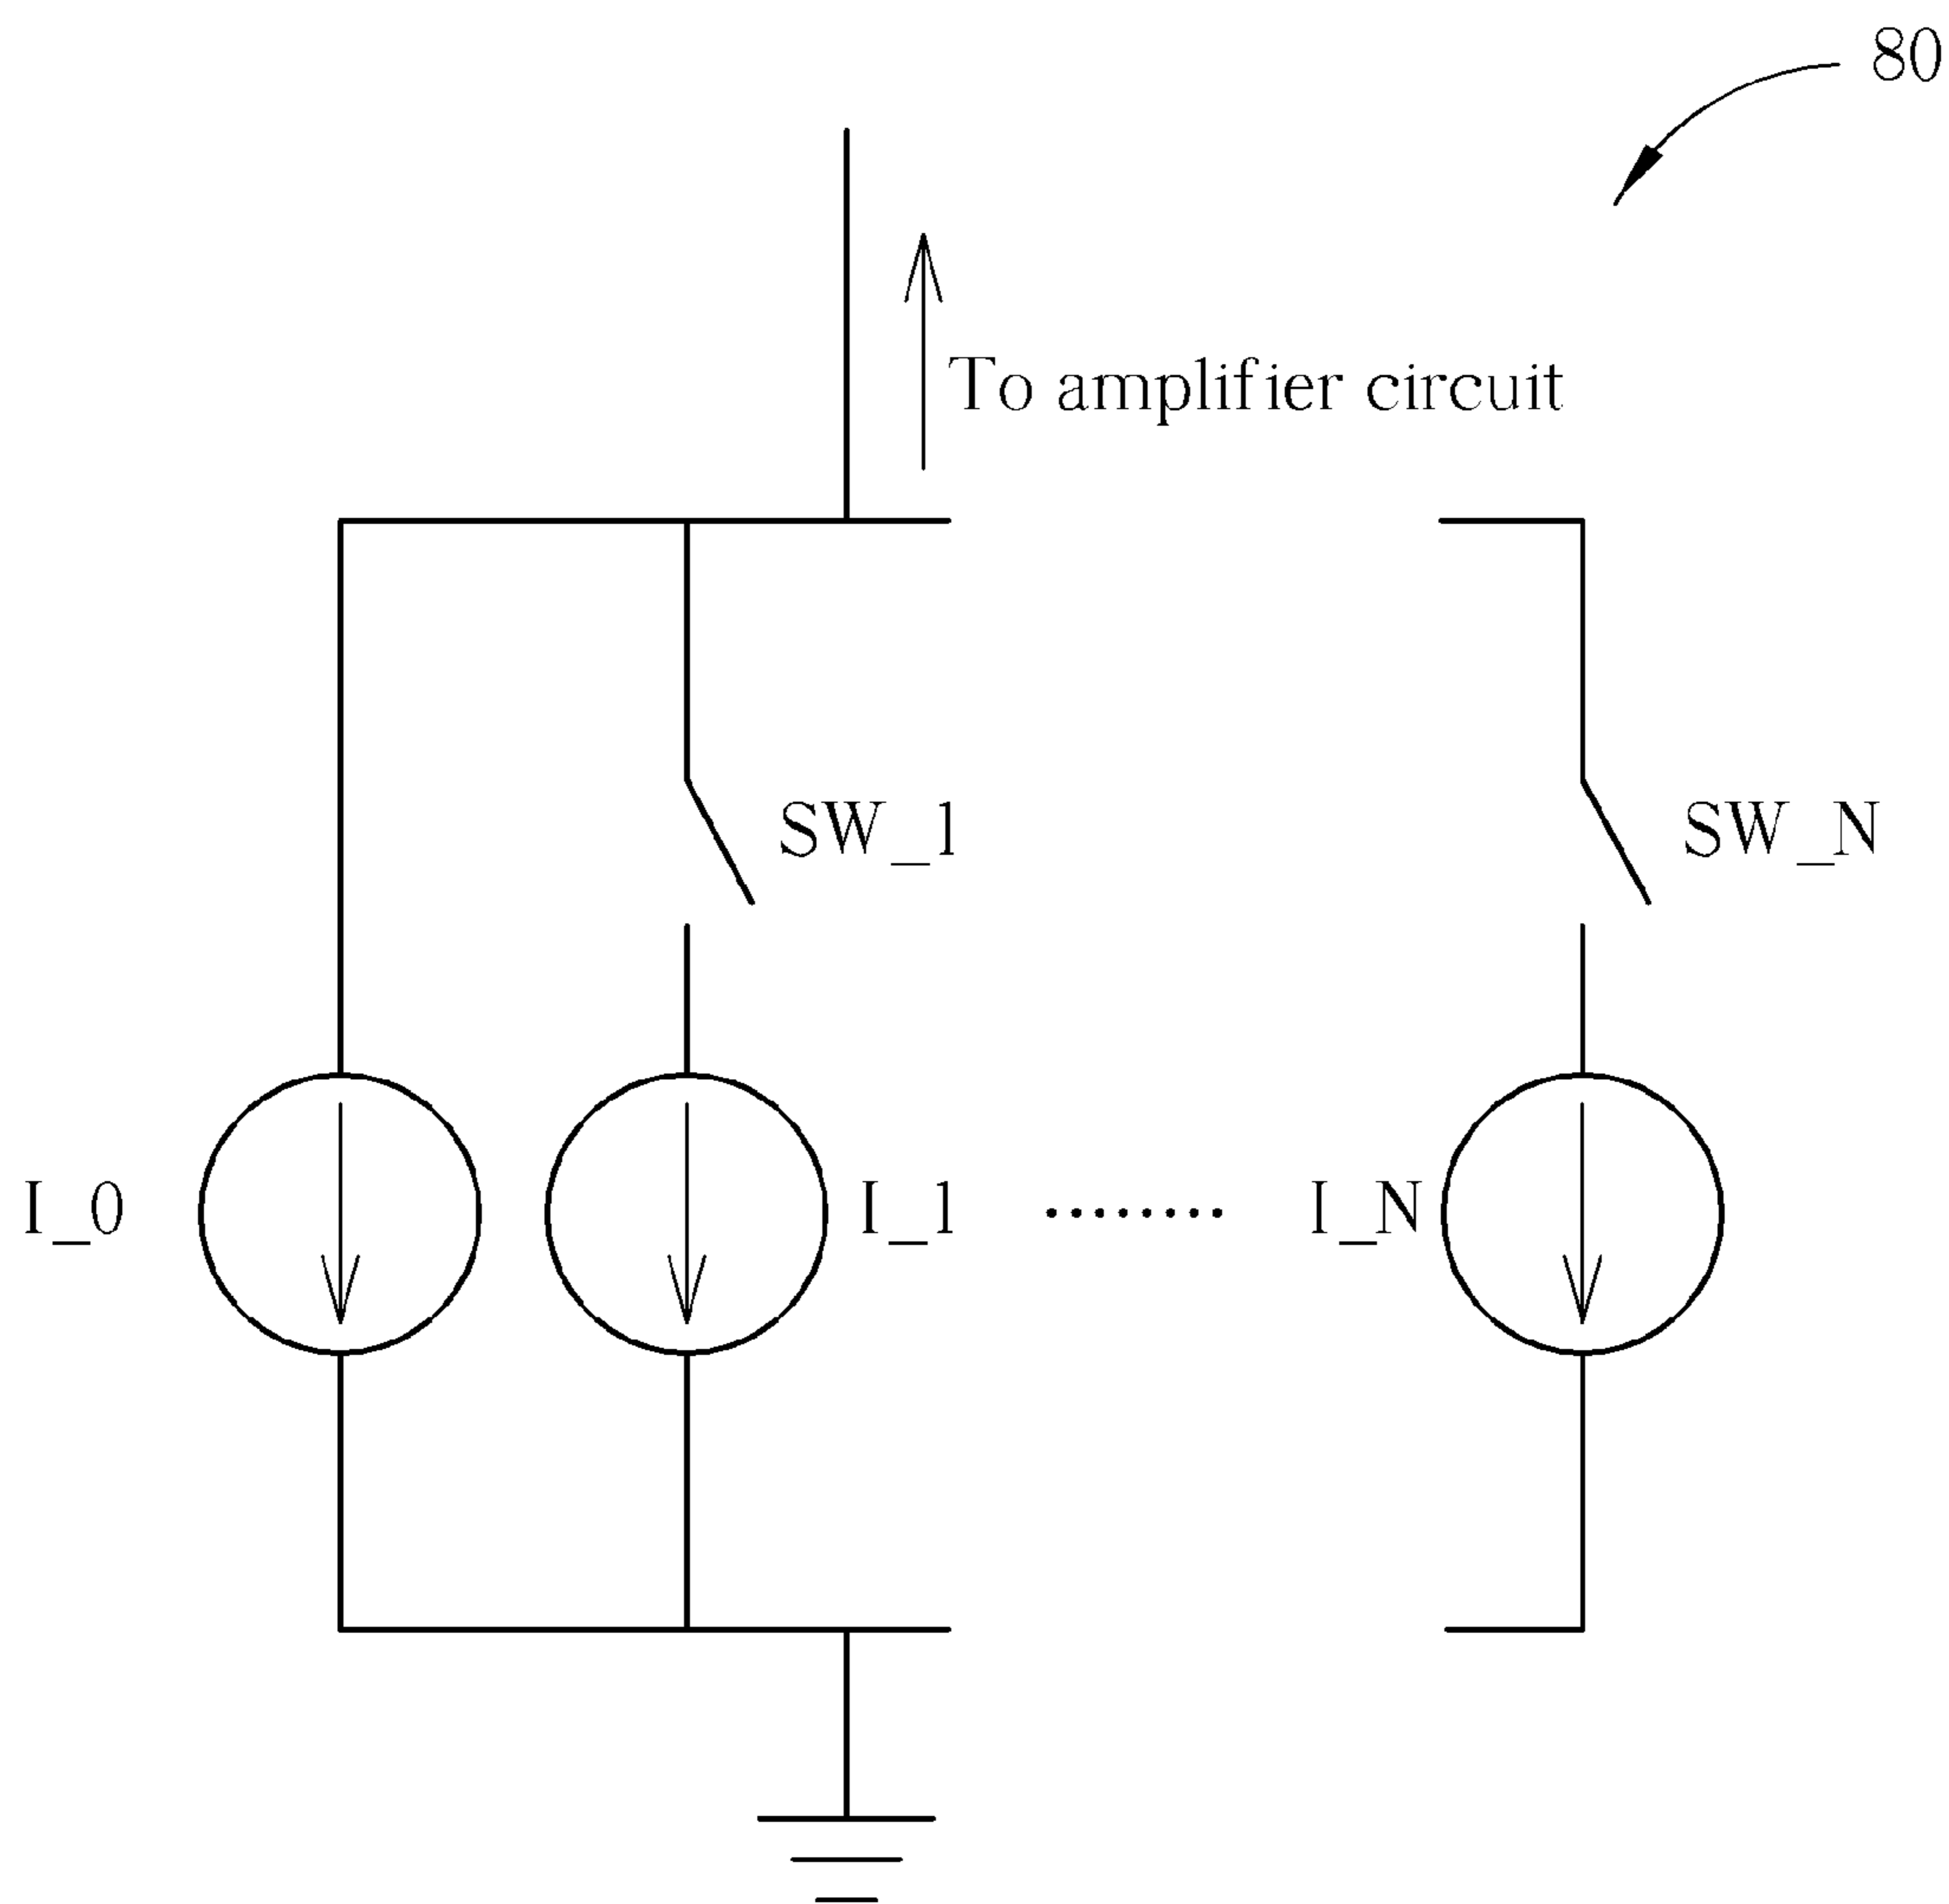 80
To amplifier circuit
SW_1
SW_N
I_0
I_1 ........ I_N